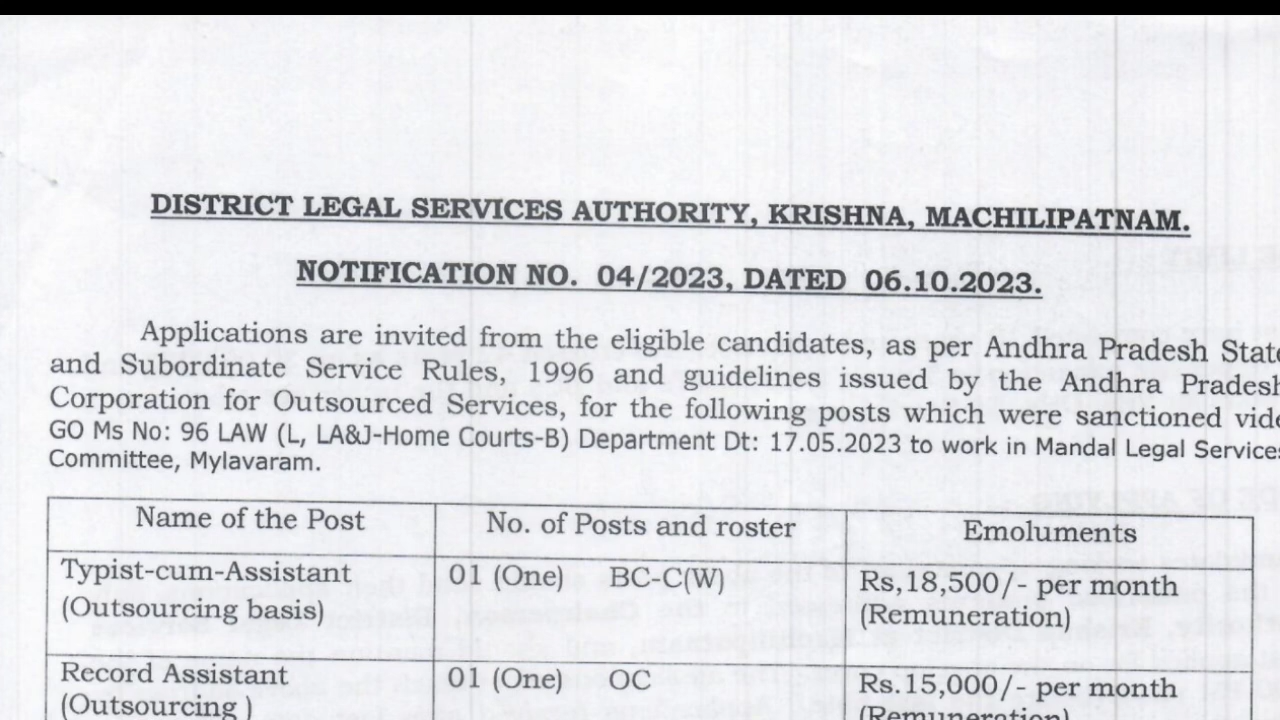 DISTRICT LEGAL SERVICES AUTHORITY, KRISHNA, MACHILIPATNAM.
NOTIFICATION NO. 04/2023, DATED 06.10.2023.
Applications are invited from the eligible candidates, as per Andhra Pradesh State
and Subordinate Service Rules, 1996 and guidelines issued by the Andhra Pradesh
Corporation for Outsourced Services, for the following posts which were sanctioned vide
GO Ms No: 96 LAW (L, LA&J-Home Courts-B) Department Dt: 17.05.2023 to work in Mandal Legal Services
Committee, Mylavaram.
Name of the Post No. of Posts and roster Emoluments
Typist-cum-Assistant 01 (One) BC-C(W) Rs,18,500/- per month
(Outsourcing basis) (Remuneration)
Record Assistant 01 (One) OC Rs.15,000/- per month
(Outsourcing ) (Remuneration)